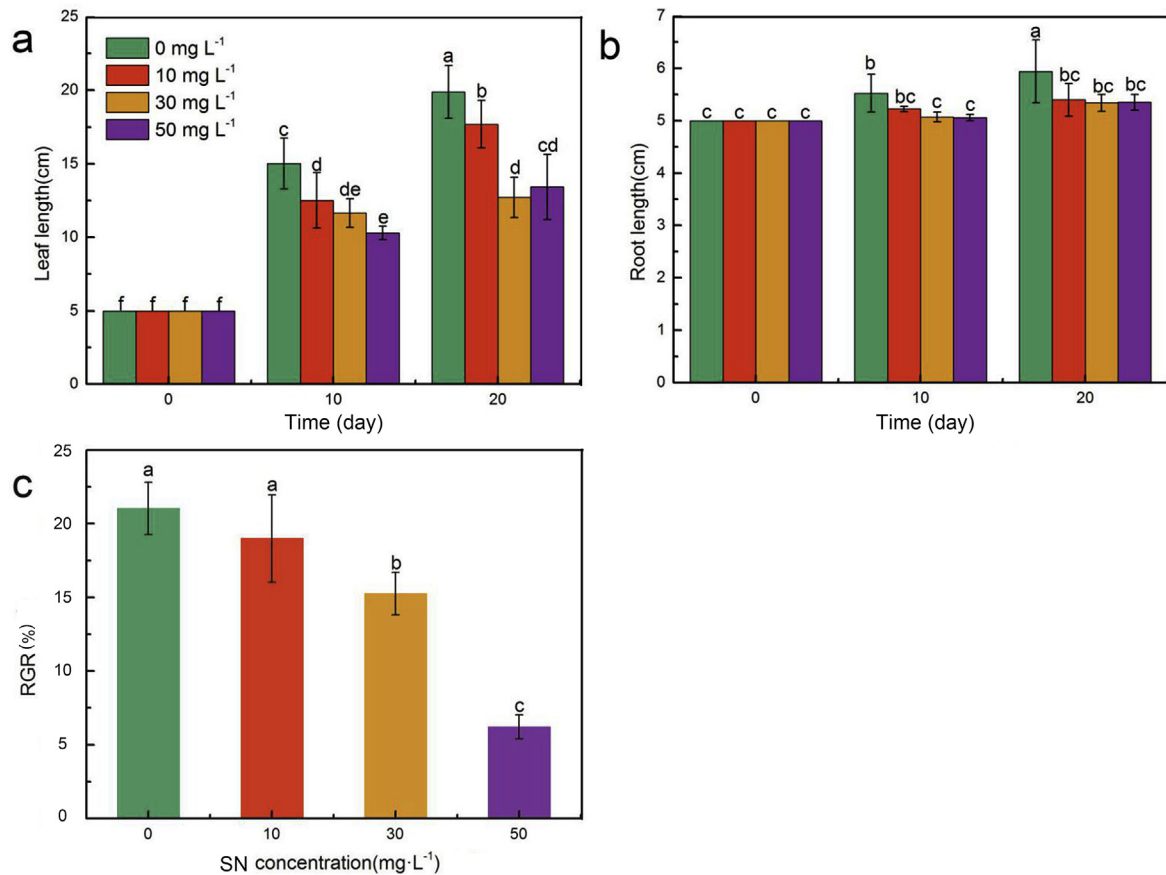 a
0 mg L-1
10 mg L-1
30 mg L-1
50 mg L-1
Leaf length(cm)
25
20
15
10
5
0
f f f f
c d de e
a b d cd
0 10 20
Time (day)
b
Root length(cm)
7
6
5
4
3
2
1
0
c c c c
b bc c c
a bc bc bc
0 10 20
Time (day)
c
RGR(%)
25
20
15
10
5
0
a a b c
0 10 30 50
SN concentration(mg·L-1)